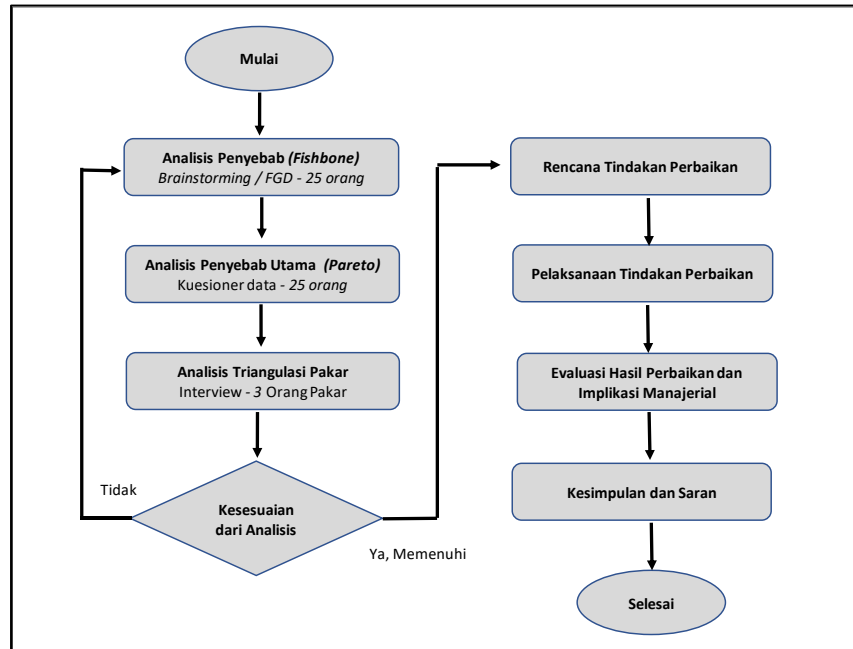 Mulai
Analisis Penyebab (Fishbone)
Brainstorming / FGD - 25 orang
Analisis Penyebab Utama (Pareto)
Kuesioner data - 25 orang
Analisis Triangulasi Pakar
Interview - 3 Orang Pakar
Kesesuaian
dari Analisis
Tidak
Ya, Memenuhi
Rencana Tindakan Perbaikan
Pelaksanaan Tindakan Perbaikan
Evaluasi Hasil Perbaikan dan
Implikasi Manajerial
Kesimpulan dan Saran
Selesai